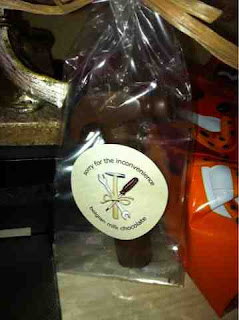 sorry for the inconvenience
belgian milk chocolate